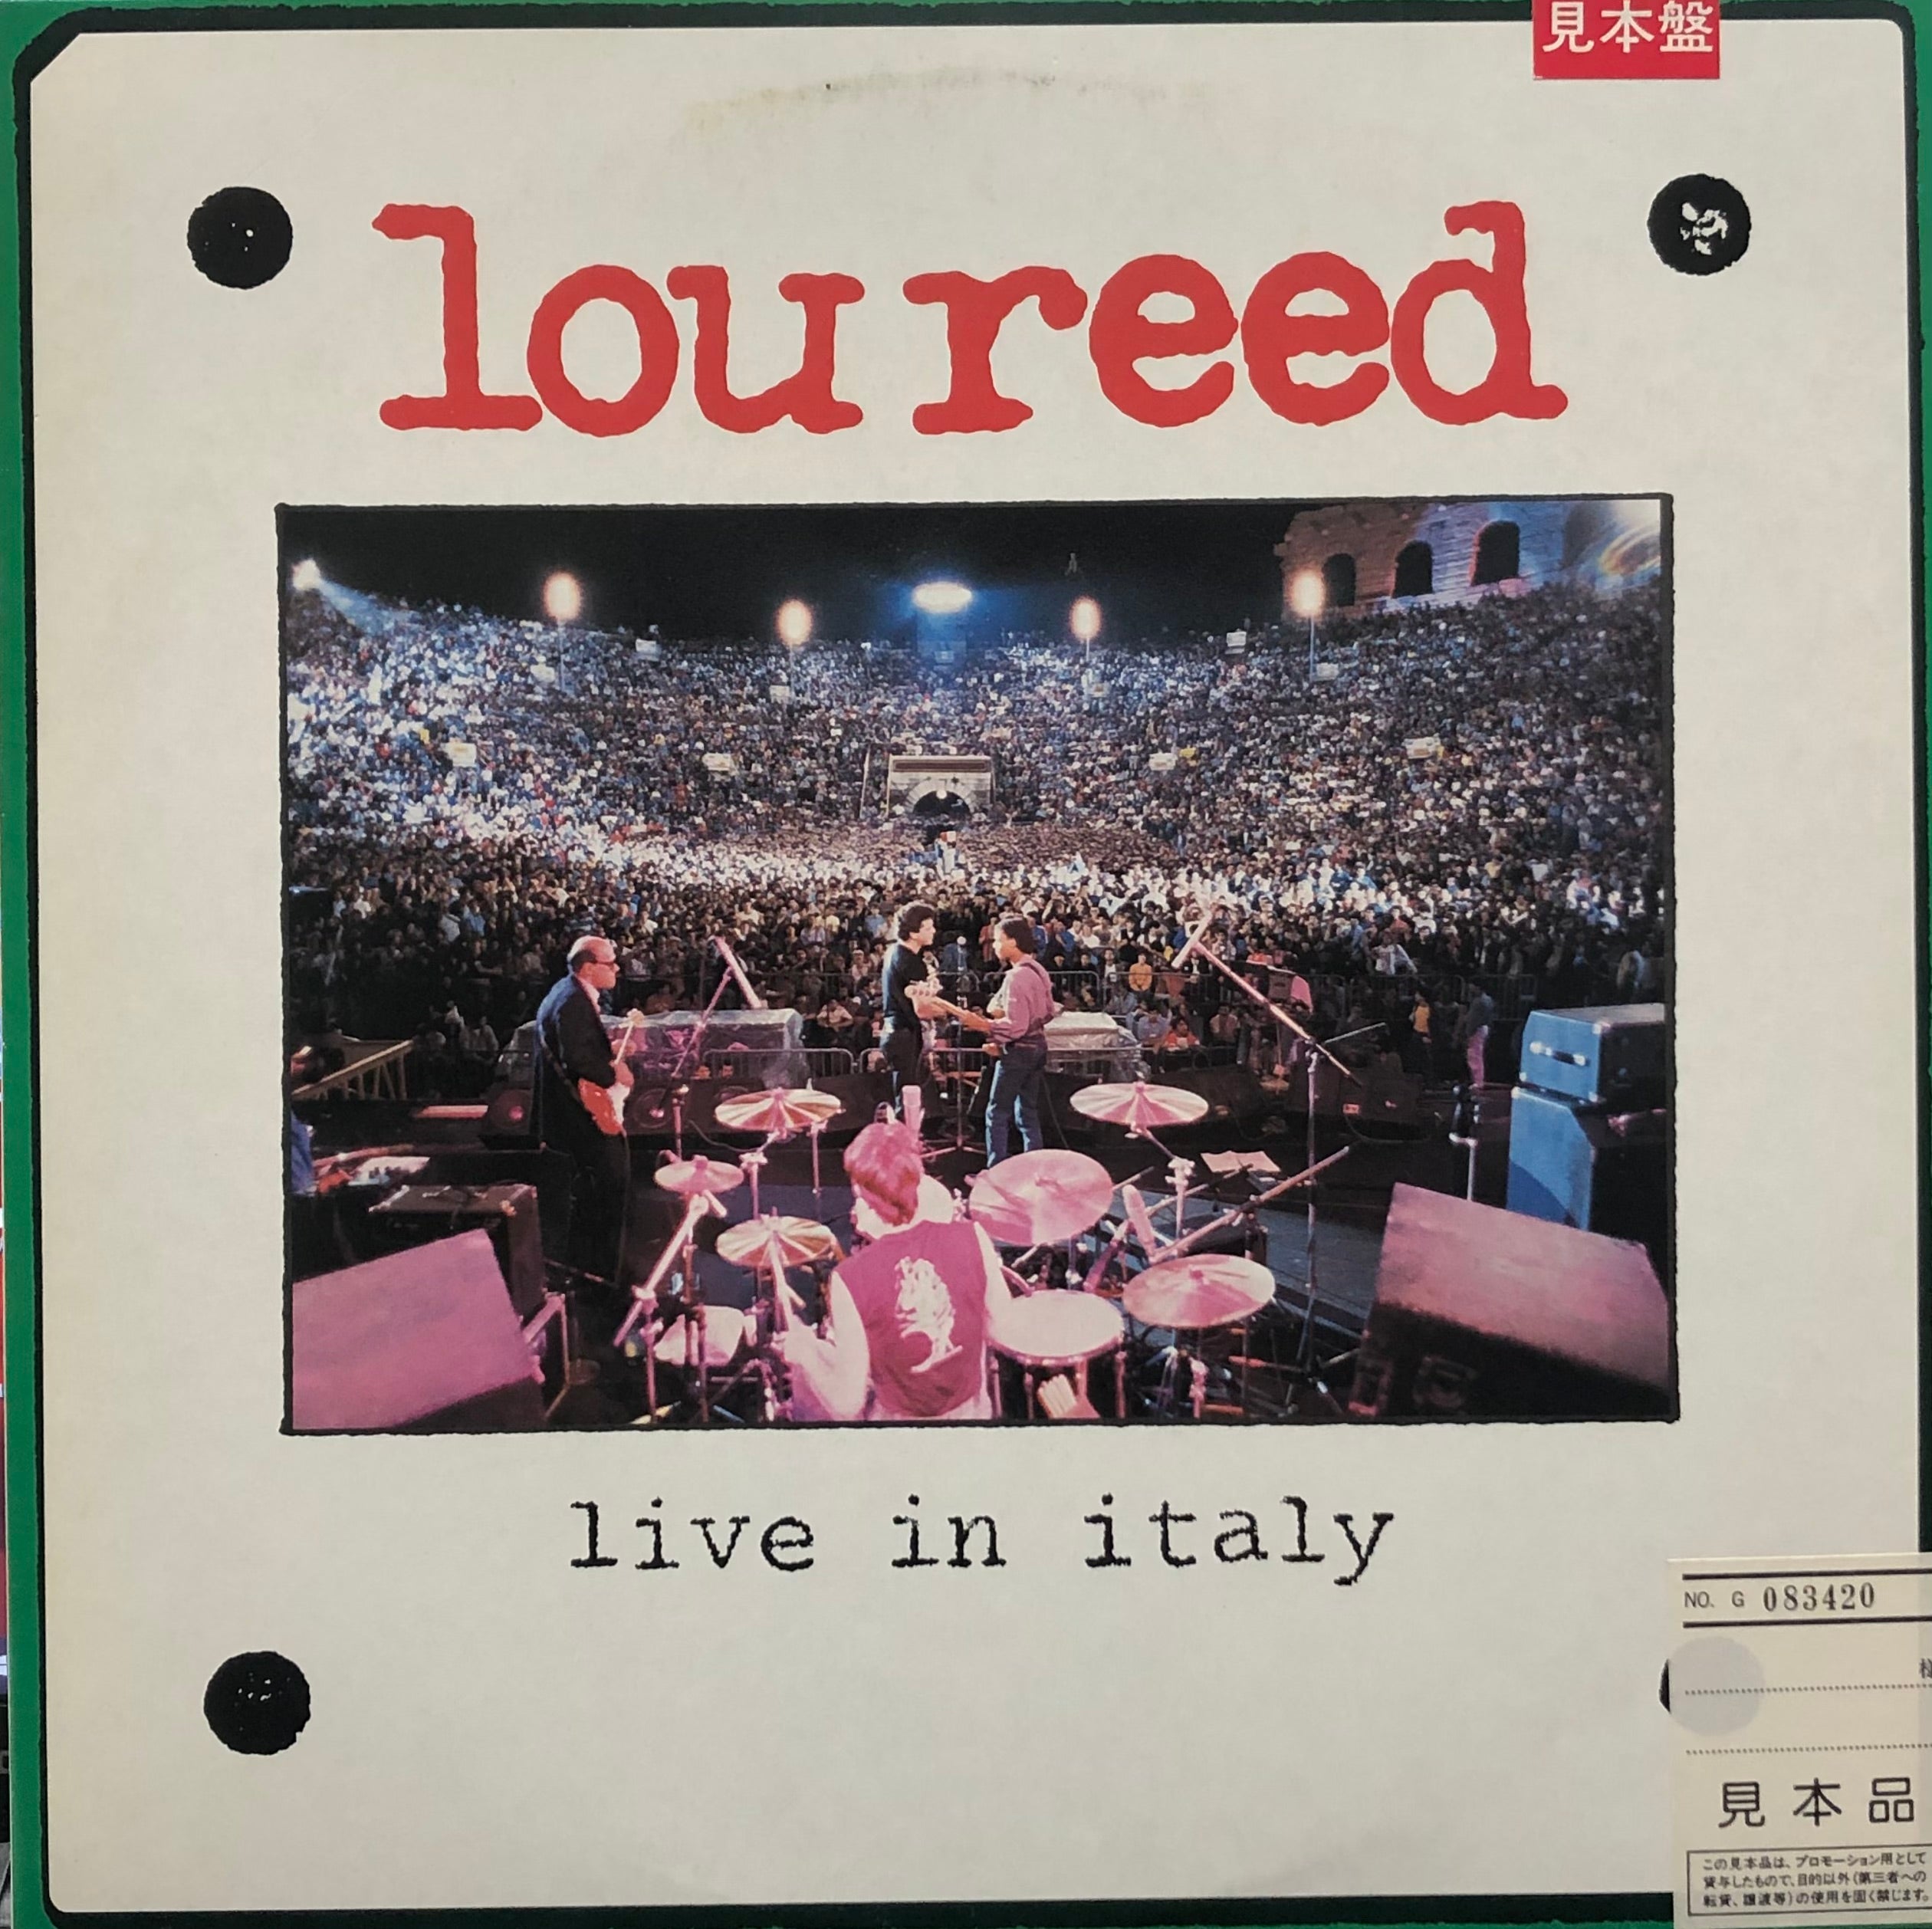 見本盤
lou reed
live in italy
NO. G 083420
様
見本品
この見本品は、プロモーション用として
貸与したもので、目的以外(第三者への
転貸、譲渡等)の使用を固く禁じます。